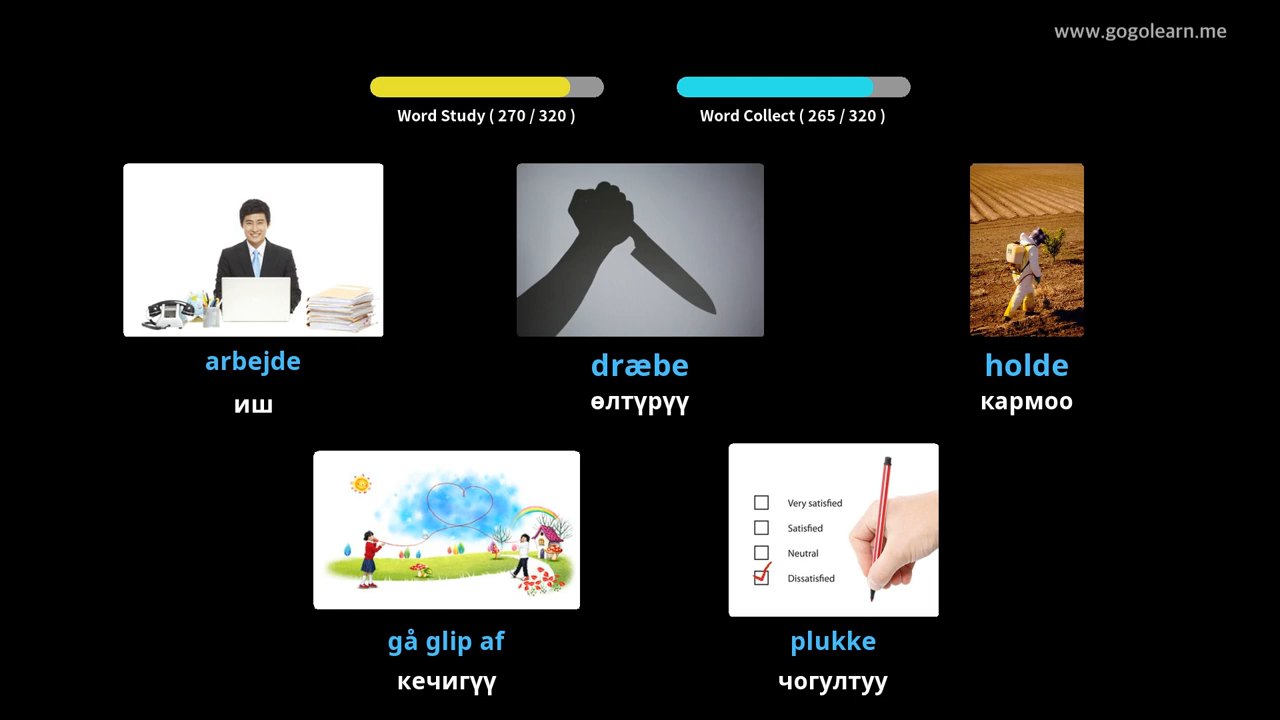 www.gogolearn.me
Word Study ( 270 / 320 )
Word Collect ( 265 / 320 )
arbejde
иш
dræbe
өлтүрүү
holde
кармоо
gå glip af
кечигүү
Very satisfied
Satisfied
Neutral
Dissatisfied
plukke
чогултуу